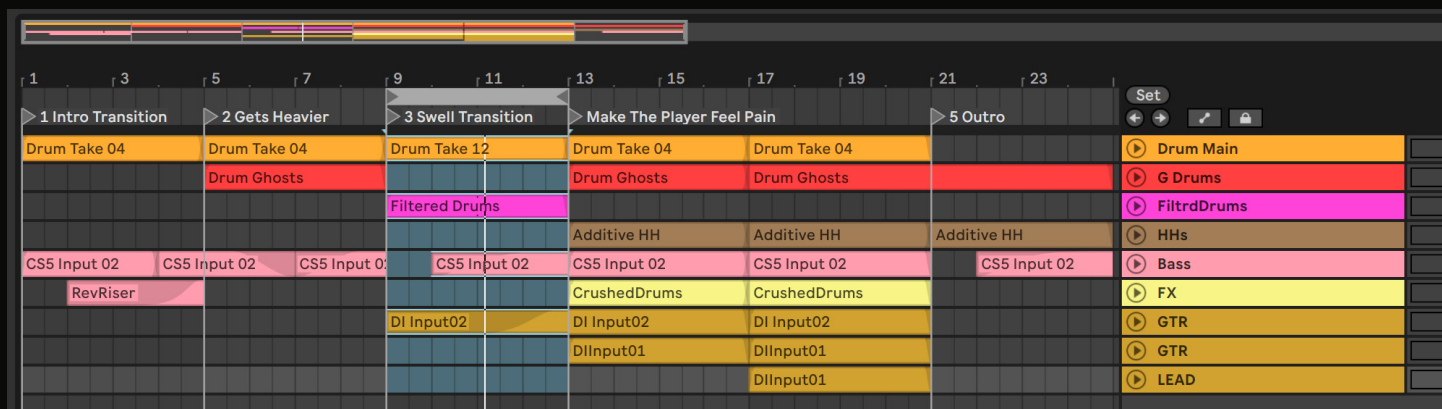 1 3 5 7 9 11 13 15 17 19 21 23
Set
1 Intro Transition 2 Gets Heavier 3 Swell Transition Make The Player Feel Pain 5 Outro
Drum Take 04 Drum Take 04 Drum Take 12 Drum Take 04 Drum Take 04 Drum Main
Drum Ghosts Drum Ghosts Drum Ghosts G Drums
Filtered Drums FiltrdDrums
Additive HH Additive HH Additive HH HHs
CS5 Input 02 CS5 Input 02 CS5 Input 0 CS5 Input 02 CS5 Input 02 CS5 Input 02 CS5 Input 02 Bass
RevRiser CrushedDrums CrushedDrums FX
DI Input02 DI Input02 DI Input02 GTR
DIInput01 DIInput01 GTR
DIInput01 LEAD